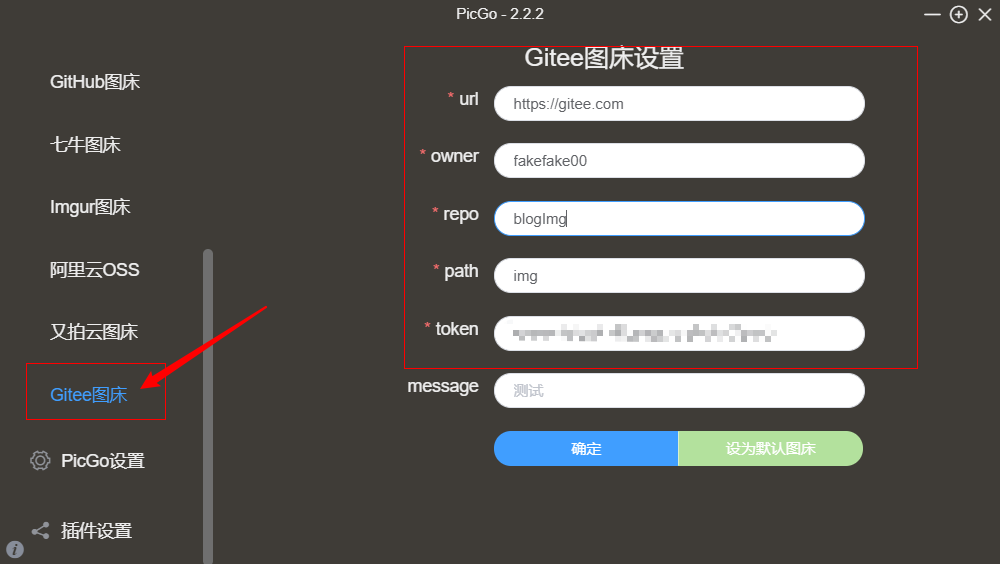 PicGo - 2.2.2
GitHub图床
七牛图床
Imgur图床
阿里云OSS
又拍云图床
Gitee图床
PicGo设置
插件设置
Gitee图床设置
* url
https://gitee.com
* owner
fakefake00
* repo
blogImg
* path
img
* token
message
测试
确定
设为默认图床